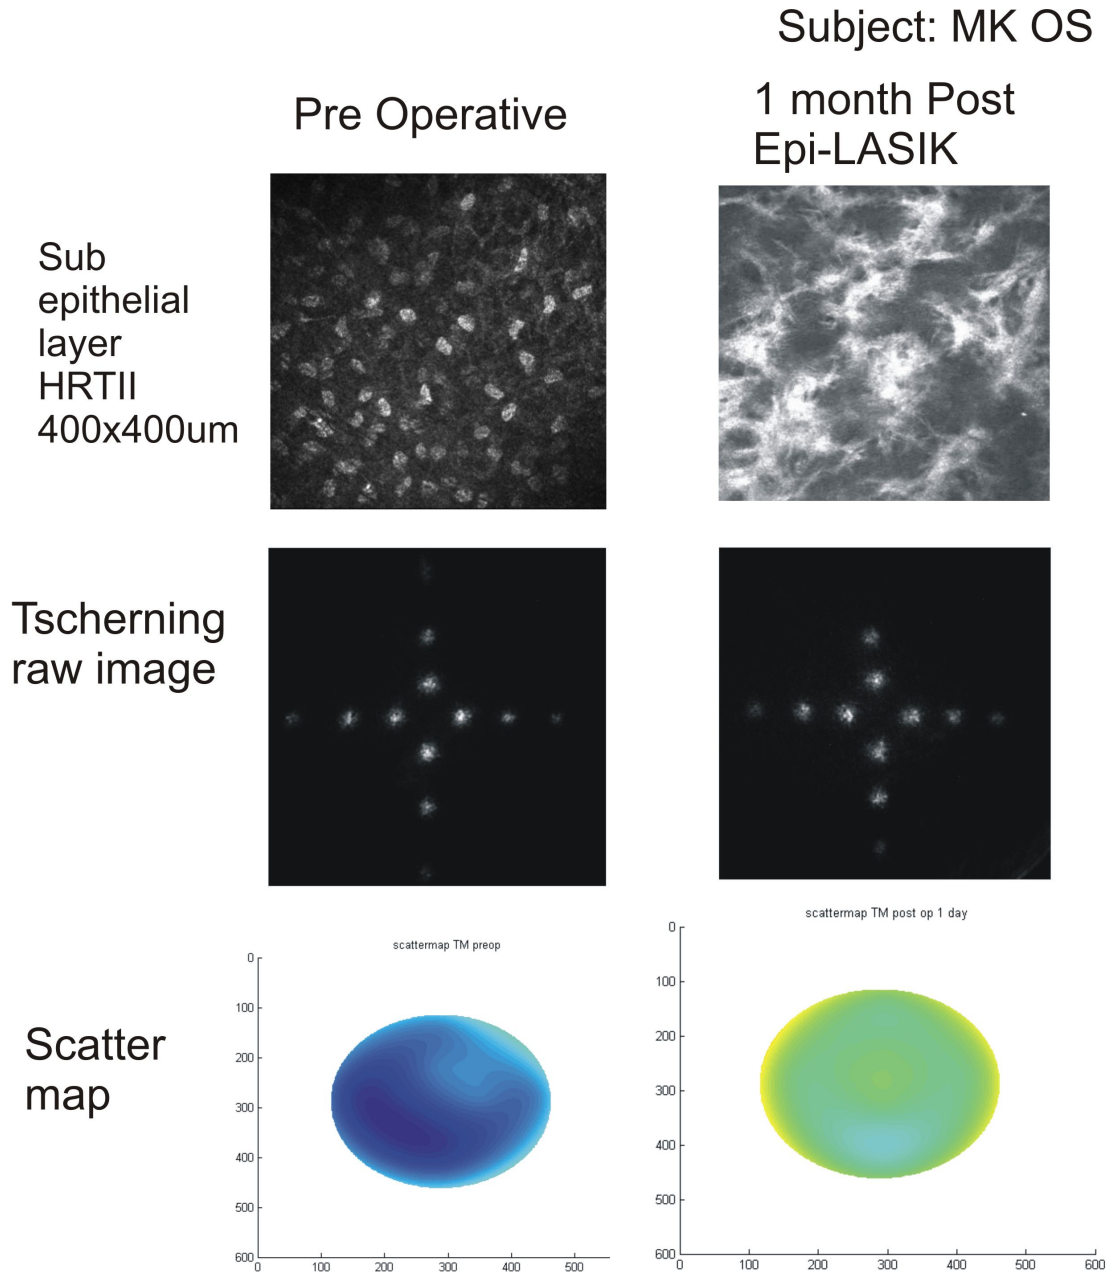 Subject: MK OS
Pre Operative
1 month Post
Epi-LASIK
Sub
epithelial
layer
HRTII
400x400um
Tscherning
raw image
Scatter
map
scattermap TM preop
0
100
200
300
400
500
600
0 100 200 300 400 500
scattermap TM post op 1 day
0
100
200
300
400
500
600
0 100 200 300 400 500 600